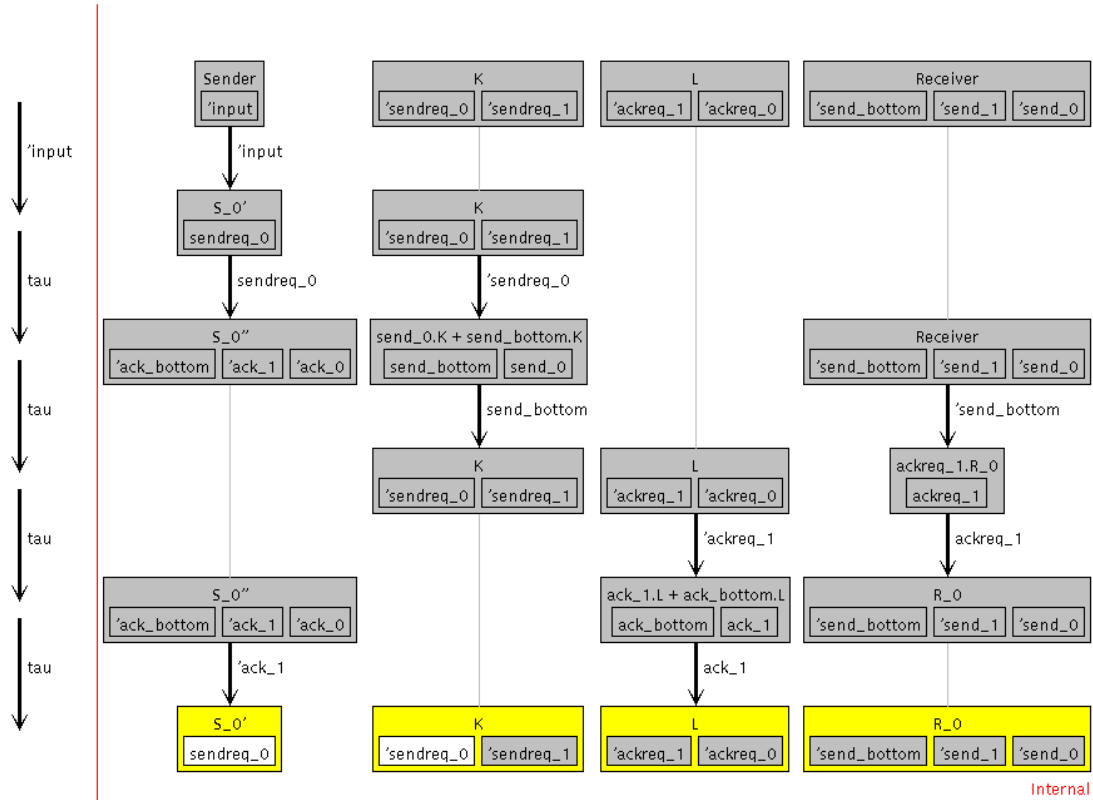 Sender K L Receiver
'input 'sendreq_0 'sendreq_1 'ackreq_1 'ackreq_0 'send_bottom 'send_1 'send_0
'input 'input
S_0' K
sendreq_0 'sendreq_0 'sendreq_1
tau sendreq_0 'sendreq_0
S_0'' send_0.K + send_bottom.K Receiver
'ack_bottom 'ack_1 'ack_0 send_bottom send_0 'send_bottom 'send_1 'send_0
tau send_bottom 'send_bottom
K L ackreq_1.R_0
'sendreq_0 'sendreq_1 'ackreq_1 'ackreq_0 ackreq_1
tau 'ackreq_1 ackreq_1
S_0'' ack_1.L + ack_bottom.L R_0
'ack_bottom 'ack_1 'ack_0 ack_bottom ack_1 'send_bottom 'send_1 'send_0
tau 'ack_1 ack_1
S_0' K L R_0
sendreq_0 'sendreq_0 'sendreq_1 'ackreq_1 'ackreq_0 'send_bottom 'send_1 'send_0
Internal